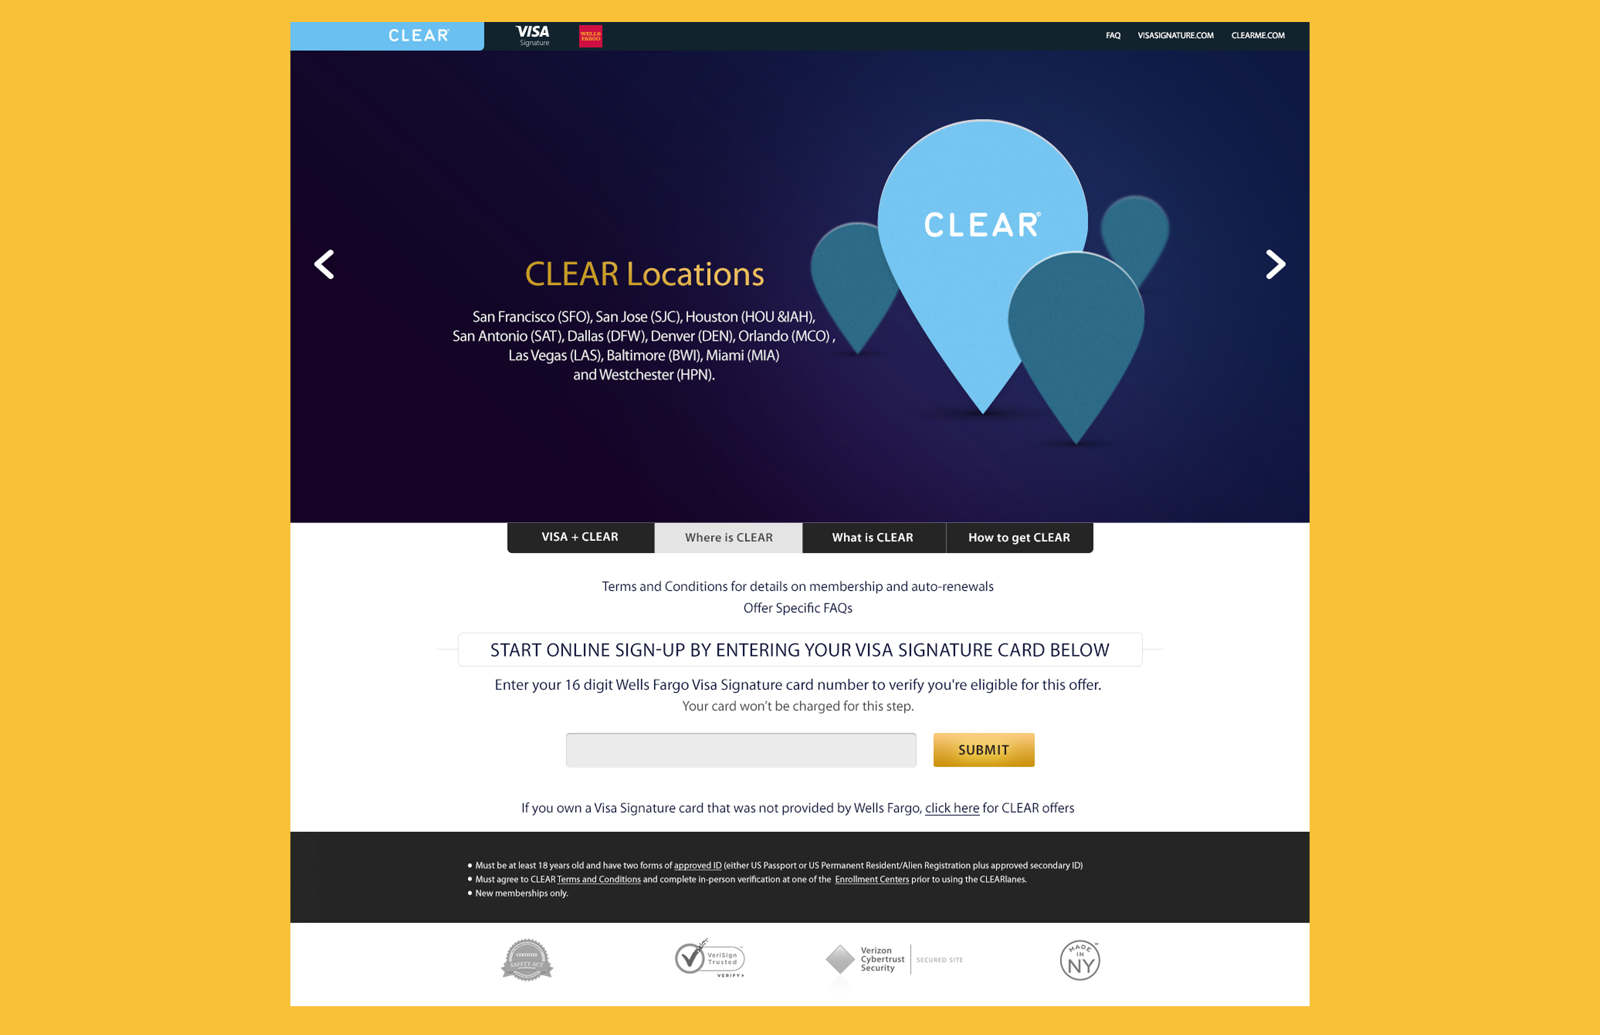 CLEAR
VISA
Signature
WELLS
FARGO
FAQ
VISASIGNATURE.COM
CLEARME.COM
CLEAR
CLEAR Locations
San Francisco (SFO), San Jose (SJC), Houston (HOU &IAH),
San Antonio (SAT), Dallas (DFW), Denver (DEN), Orlando (MCO) ,
Las Vegas (LAS), Baltimore (BWI), Miami (MIA)
and Westchester (HPN).
VISA + CLEAR
Where is CLEAR
What is CLEAR
How to get CLEAR
Terms and Conditions for details on membership and auto-renewals
Offer Specific FAQs
START ONLINE SIGN-UP BY ENTERING YOUR VISA SIGNATURE CARD BELOW
Enter your 16 digit Wells Fargo Visa Signature card number to verify you're eligible for this offer.
Your card won't be charged for this step.
SUBMIT
If you own a Visa Signature card that was not provided by Wells Fargo, click here for CLEAR offers
• Must be at least 18 years old and have two forms of approved ID (either US Passport or US Permanent Resident/Alien Registration plus approved secondary ID)
• Must agree to CLEAR Terms and Conditions and complete in-person verification at one of the Enrollment Centers prior to using the CLEARlanes.
• New memberships only.
CERTIFIED
SAFETY ACT
VeriSign
Trusted
VERIFY
Verizon
Cybertrust
Security
SECURED SITE
MADE
IN
NY